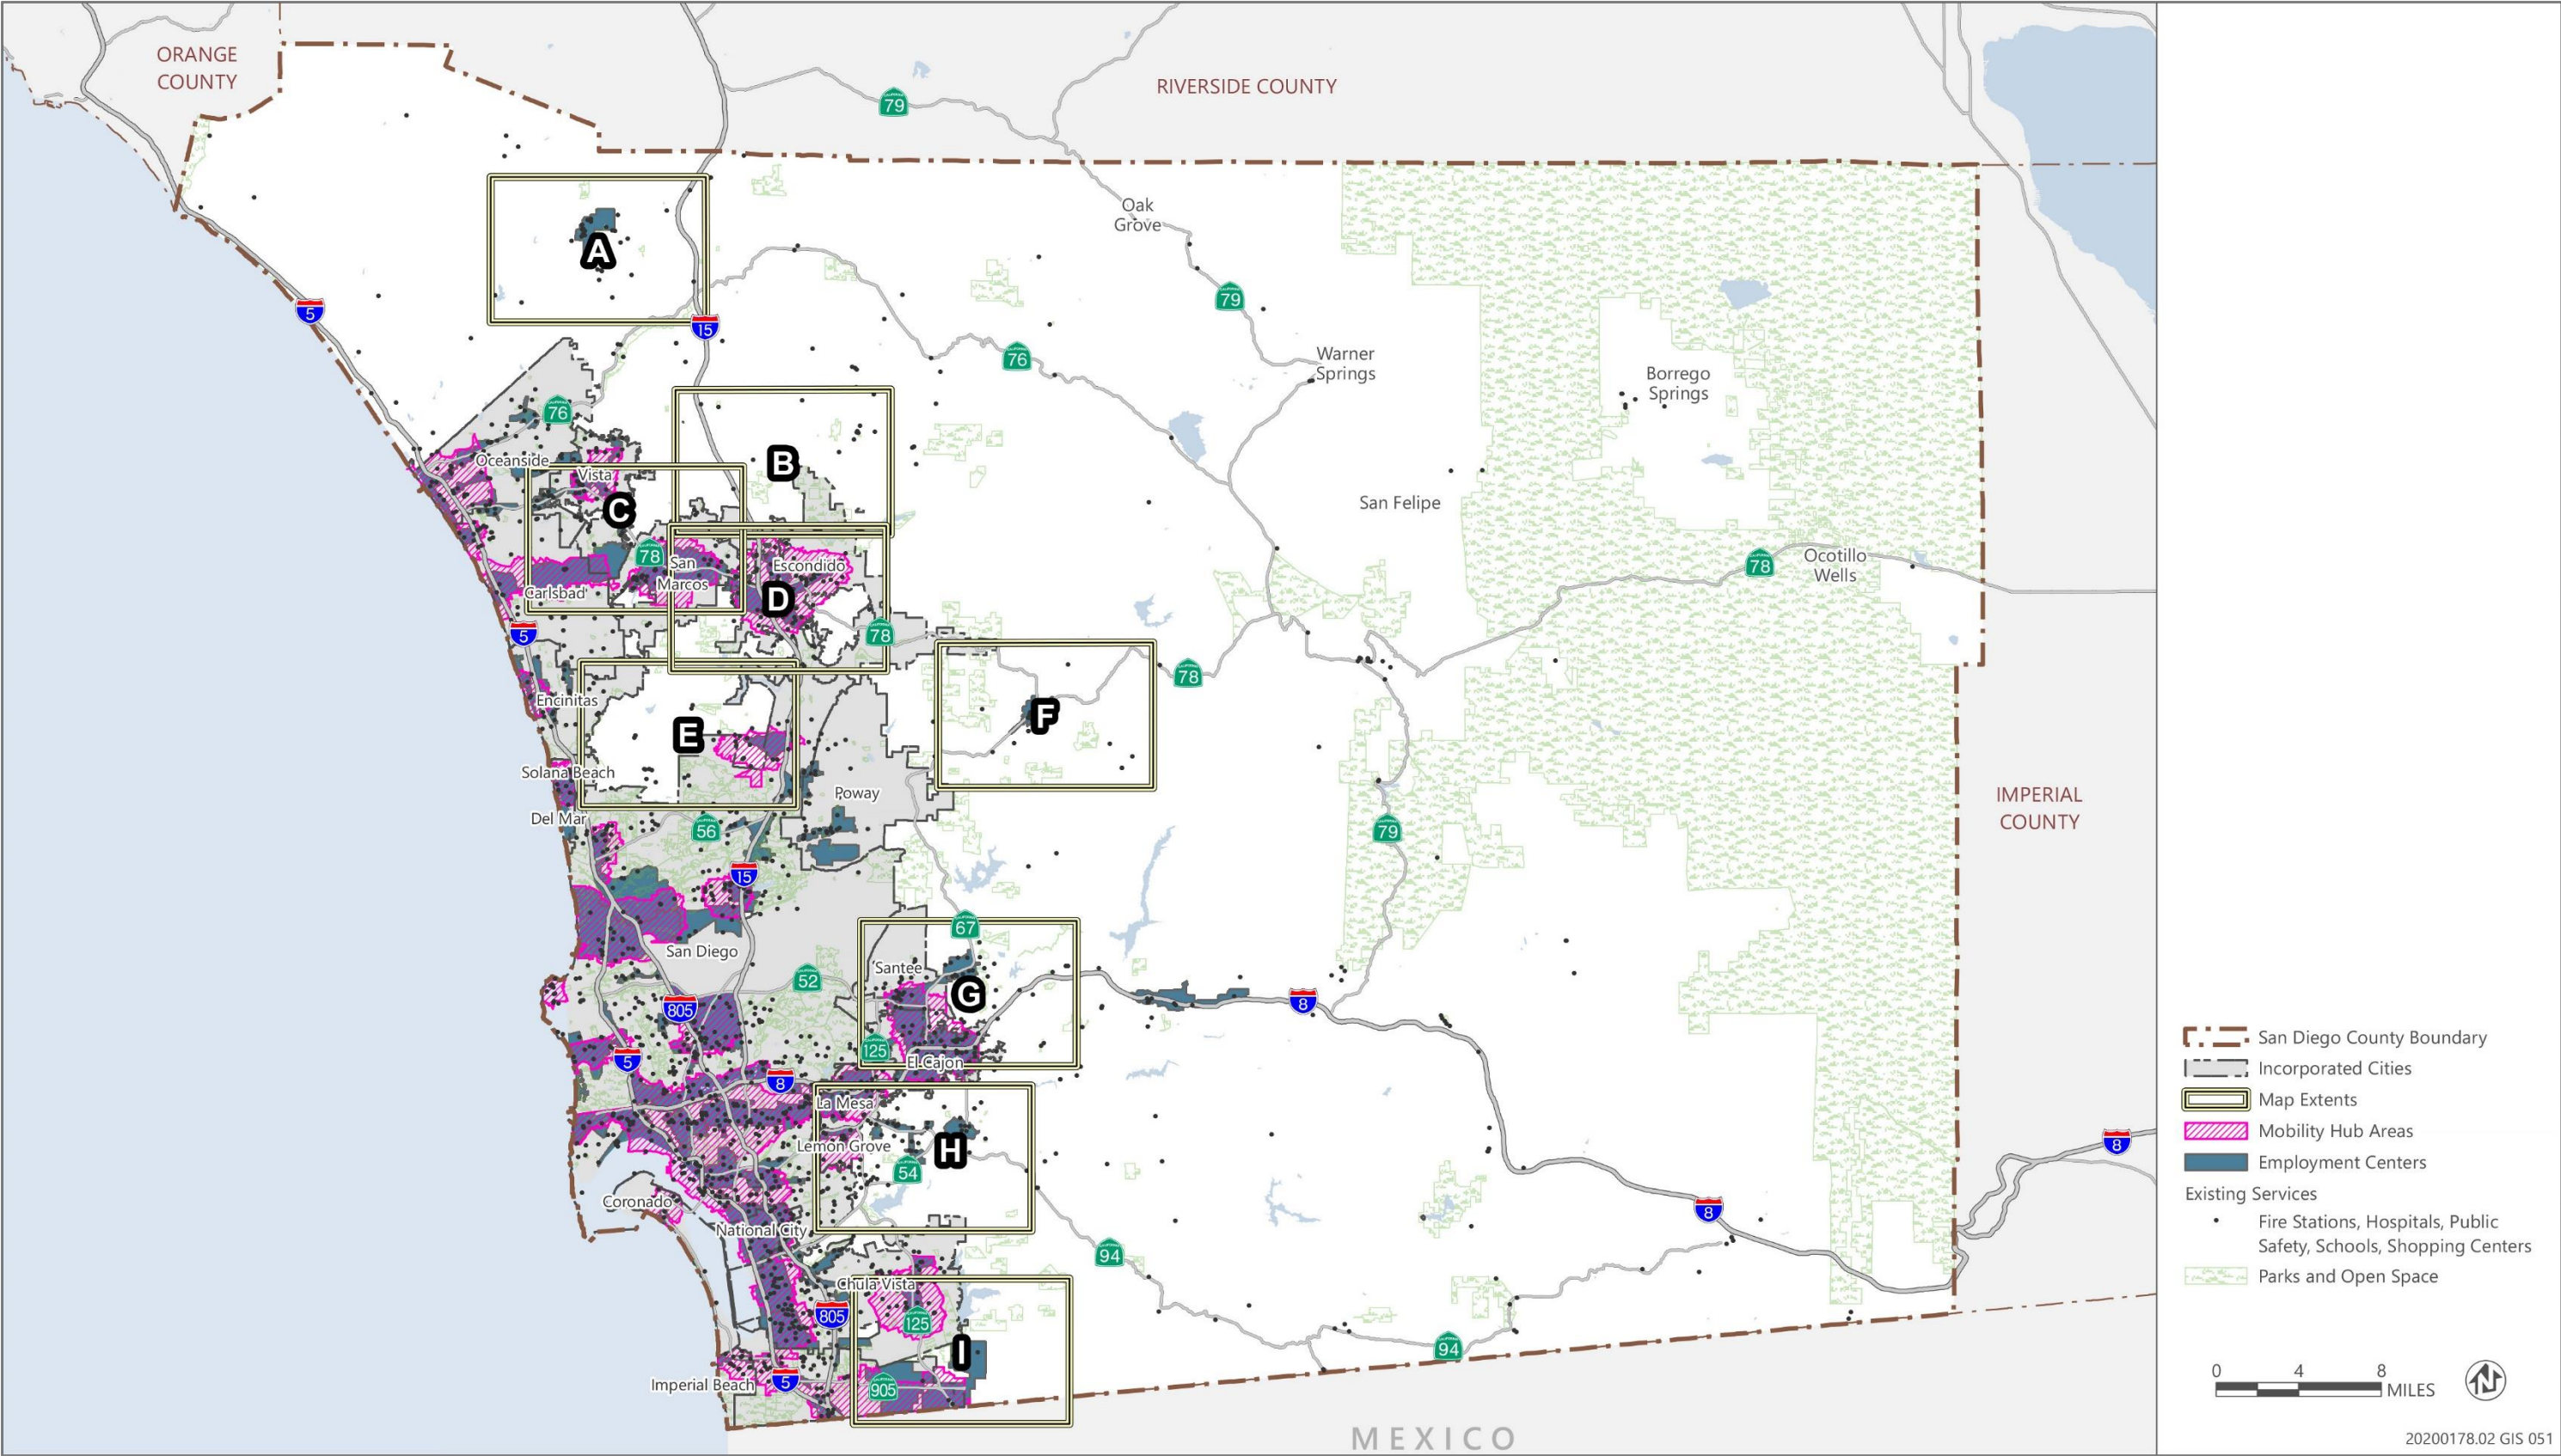 ORANGE
COUNTY
RIVERSIDE COUNTY
79
Oak
Grove
A
5
15
79
76
Warner
Springs
Borrego
Springs
76
B
Oceanside
Vista
C
San Felipe
78
San
Marcos
Escondido
78
Ocotillo
Wells
Carlsbad
D
5
78
78
Encinitas
E
F
Solana Beach
Poway
IMPERIAL
COUNTY
Del Mar
56
79
15
67
San Diego
Santee
52
G
8
805
125
5
El Cajon
8
La Mesa
Lemon Grove
H
54
8
Coronado
National City
8
94
Chula Vista
805
125
I
94
Imperial Beach
5
905
MEXICO
San Diego County Boundary
Incorporated Cities
Map Extents
Mobility Hub Areas
Employment Centers
Existing Services
Fire Stations, Hospitals, Public
Safety, Schools, Shopping Centers
Parks and Open Space
0 4 8
MILES
N
20200178.02 GIS 051